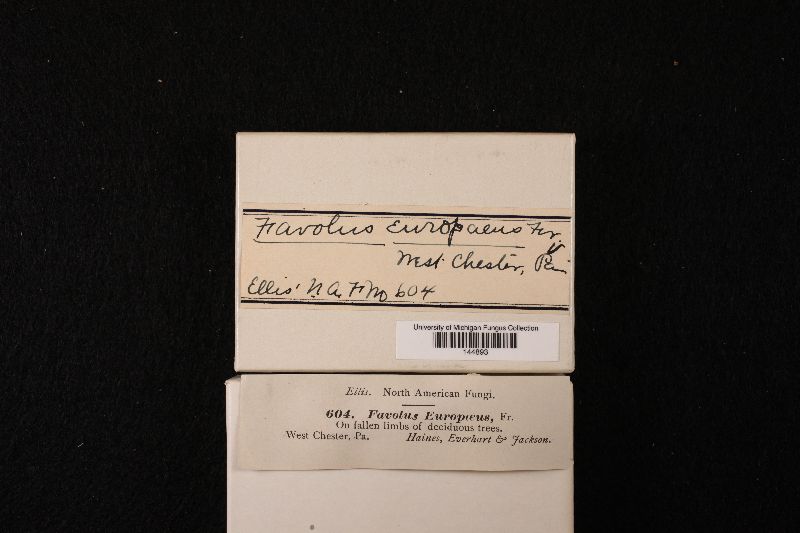 Favolus Europaeus Fr.
West Chester, Pa.
Ellis' N. A. F. No 604
University of Michigan Fungus Collection
144893
Ellis. North American Fungi.
604. Favolus Europæus, Fr.
On fallen limbs of deciduous trees.
West Chester, Pa. Haines, Everhart & Jackson.